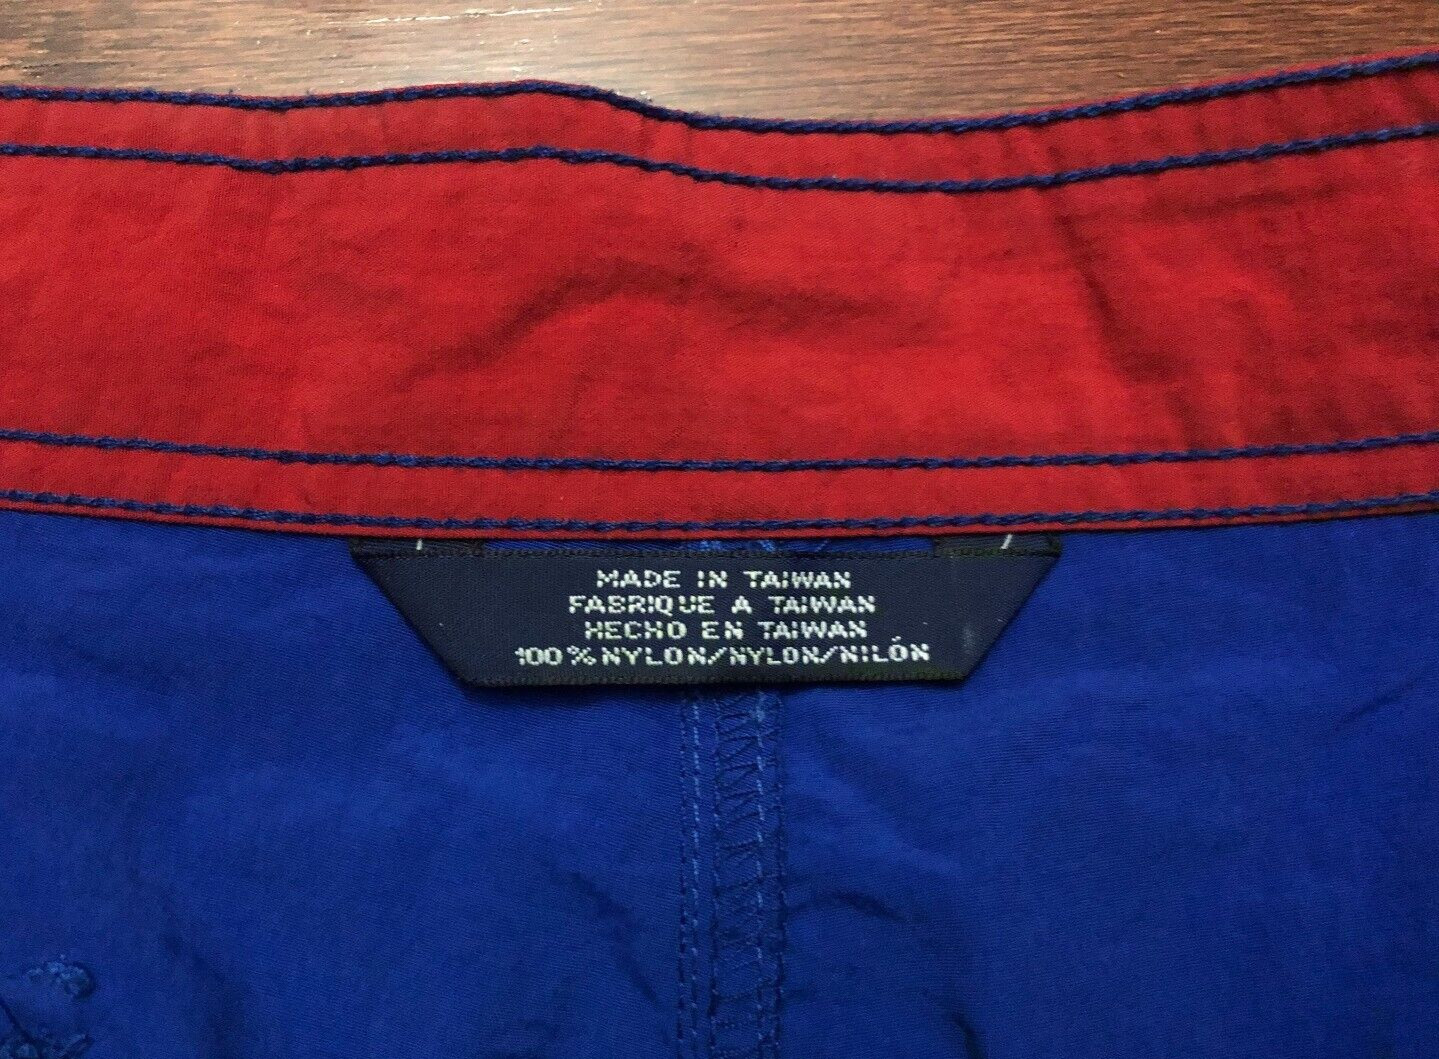 MADE IN TAIWAN
FABRIQUE A TAIWAN
HECHO EN TAIWAN
100% NYLON/NYLON/NILÓN